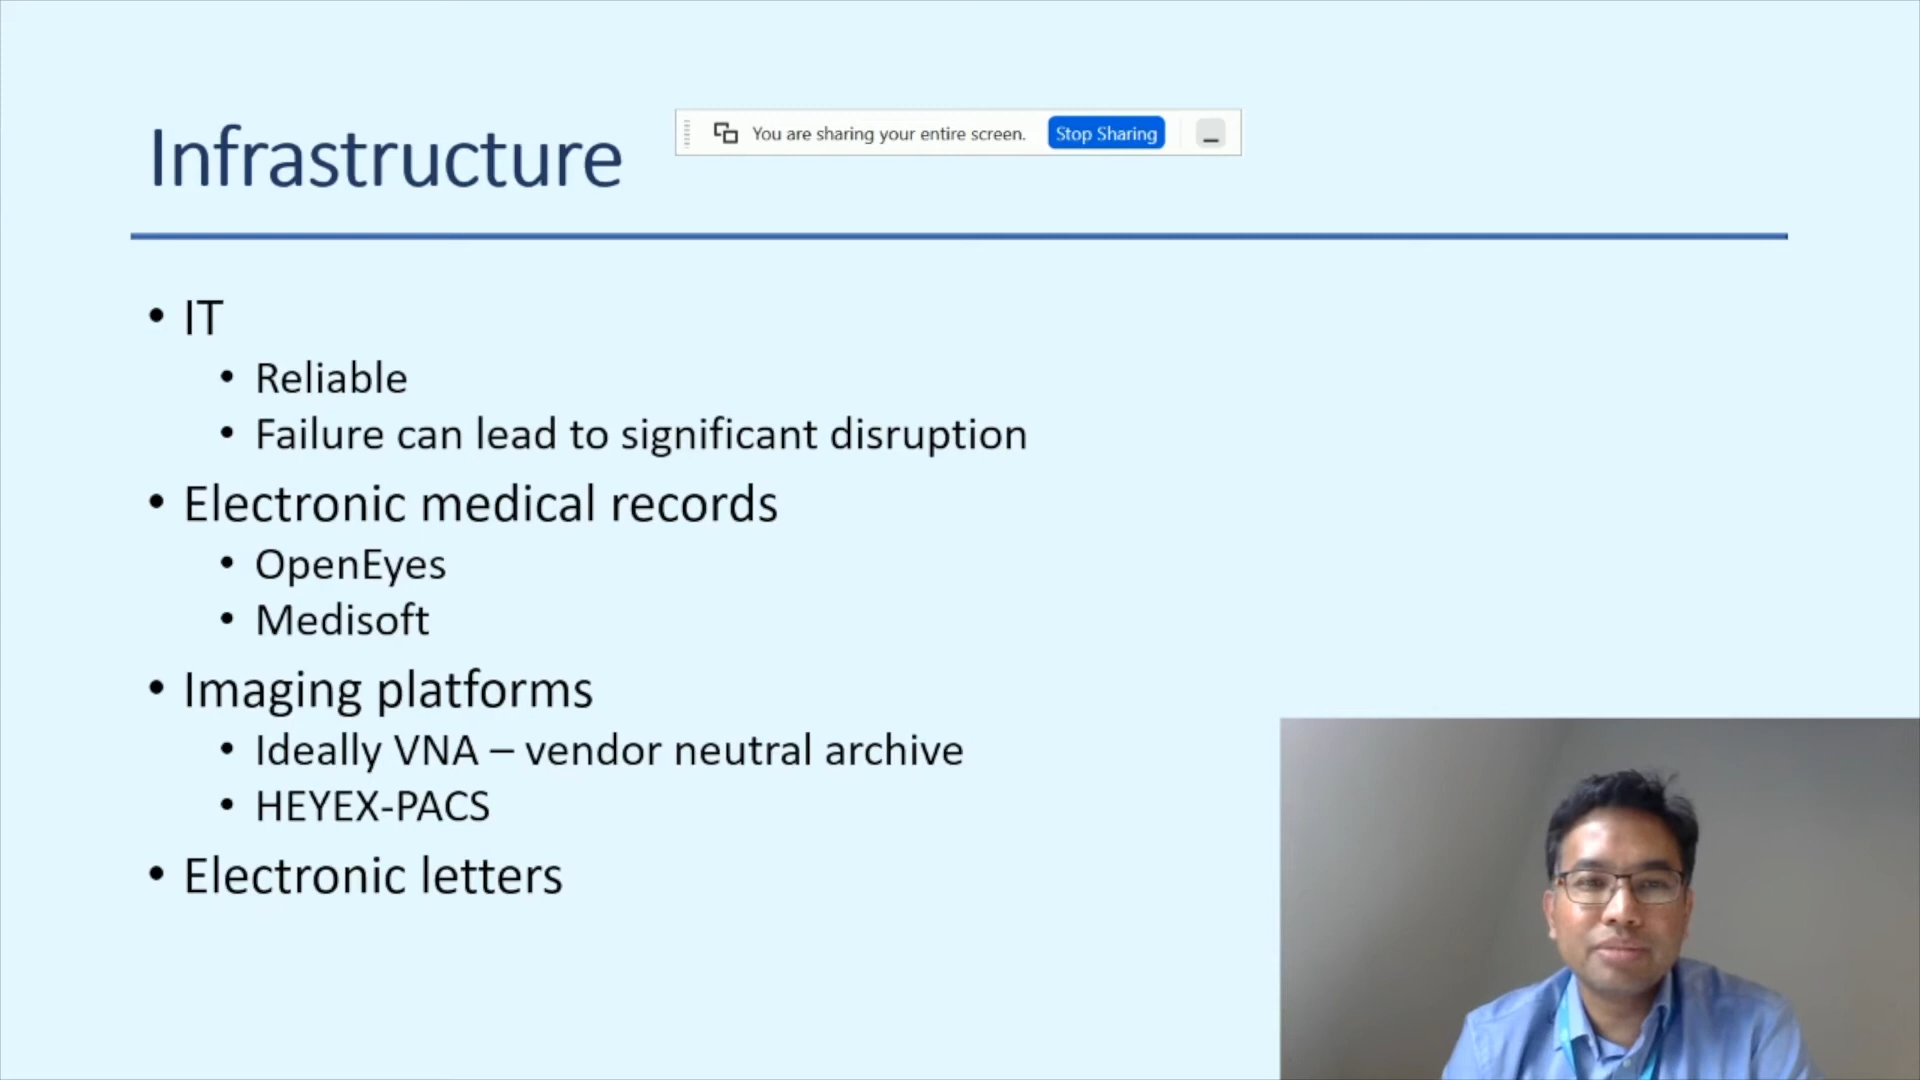 Infrastructure
You are sharing your entire screen. Stop Sharing
• IT
• Reliable
• Failure can lead to significant disruption
• Electronic medical records
• OpenEyes
• Medisoft
• Imaging platforms
• Ideally VNA – vendor neutral archive
• HEYEX-PACS
• Electronic letters